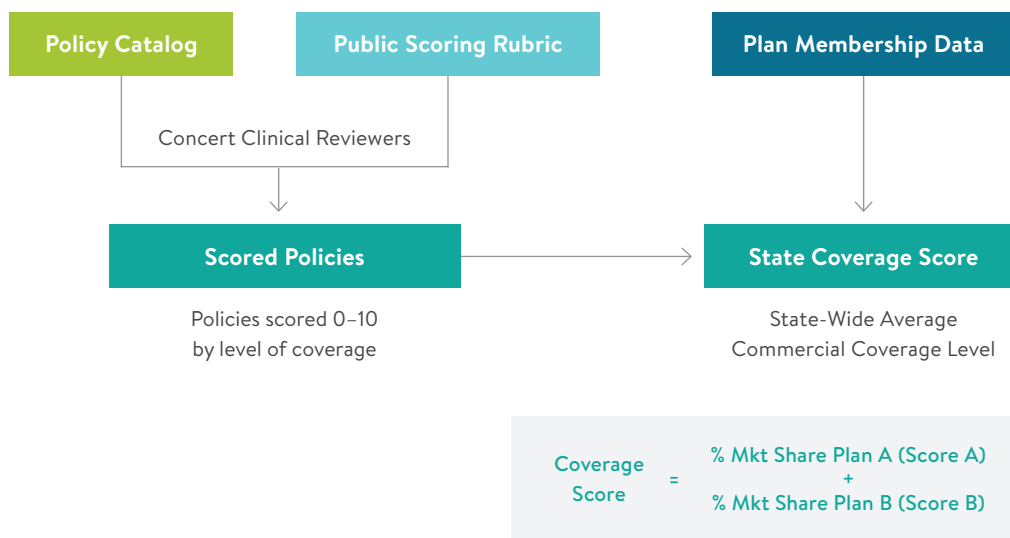 Policy Catalog
Public Scoring Rubric
Plan Membership Data
Concert Clinical Reviewers
Scored Policies
State Coverage Score
Policies scored 0–10
by level of coverage
State-Wide Average
Commercial Coverage Level
Coverage
Score
=
% Mkt Share Plan A (Score A)
+
% Mkt Share Plan B (Score B)